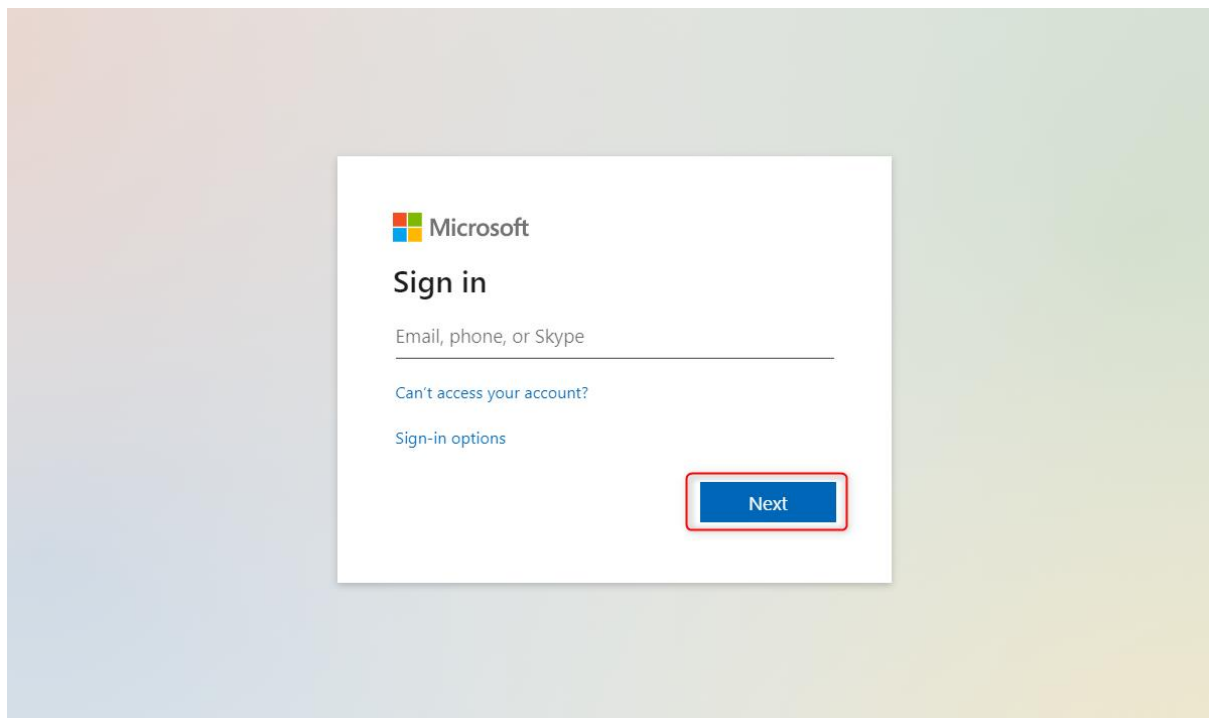 Microsoft
Sign in
Email, phone, or Skype
Can't access your account?
Sign-in options
Next